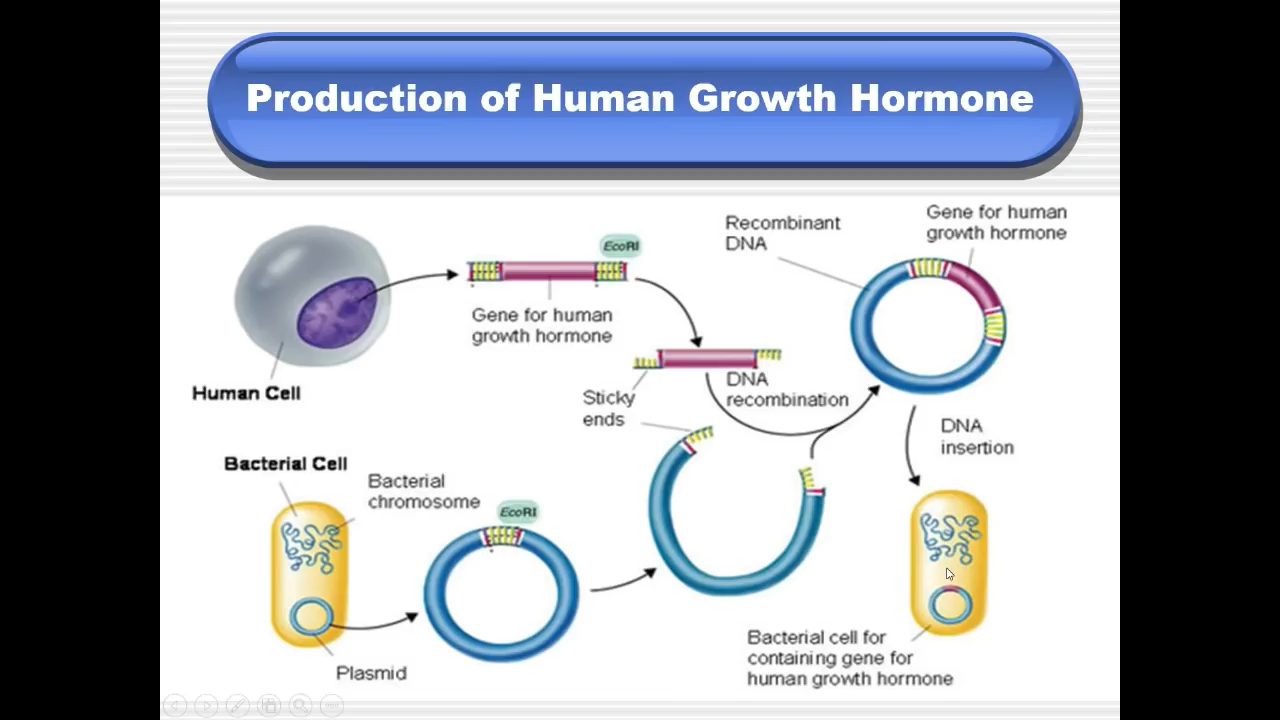 Production of Human Growth Hormone
Recombinant
DNA
Gene for human
growth hormone
EcoRI
Gene for human
growth hormone
Human Cell
Sticky
ends
DNA
recombination
DNA
insertion
Bacterial Cell
Bacterial
chromosome
EcoRI
Plasmid
Bacterial cell for
containing gene for
human growth hormone